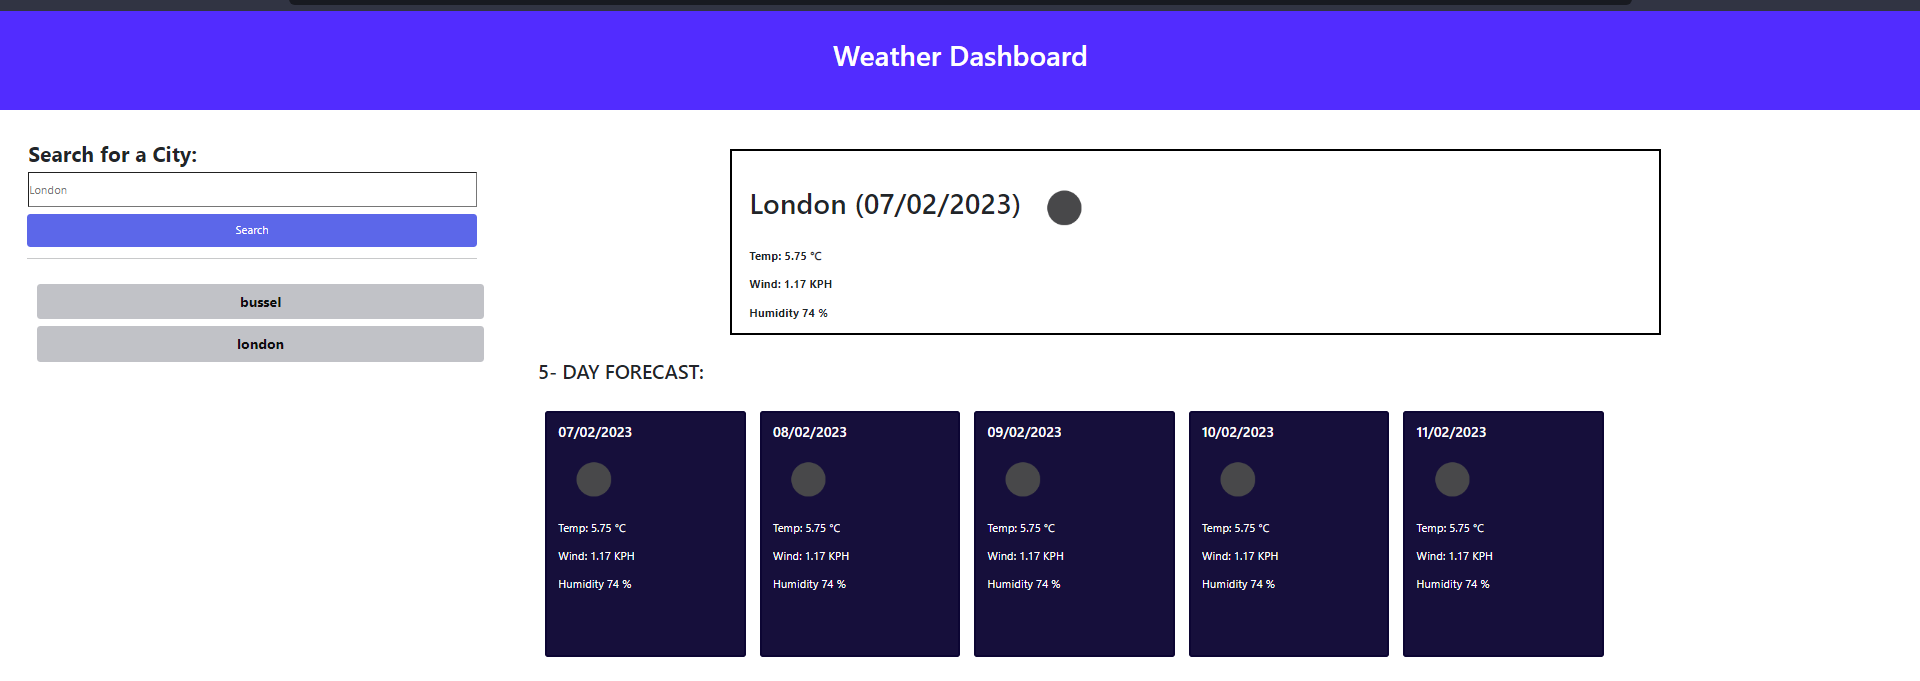 Weather Dashboard
Search for a City:
London
Search
bussel
london
London (07/02/2023)
Temp: 5.75 °C
Wind: 1.17 KPH
Humidity 74 %
5- DAY FORECAST:
07/02/2023
Temp: 5.75 °C
Wind: 1.17 KPH
Humidity 74 %
08/02/2023
Temp: 5.75 °C
Wind: 1.17 KPH
Humidity 74 %
09/02/2023
Temp: 5.75 °C
Wind: 1.17 KPH
Humidity 74 %
10/02/2023
Temp: 5.75 °C
Wind: 1.17 KPH
Humidity 74 %
11/02/2023
Temp: 5.75 °C
Wind: 1.17 KPH
Humidity 74 %